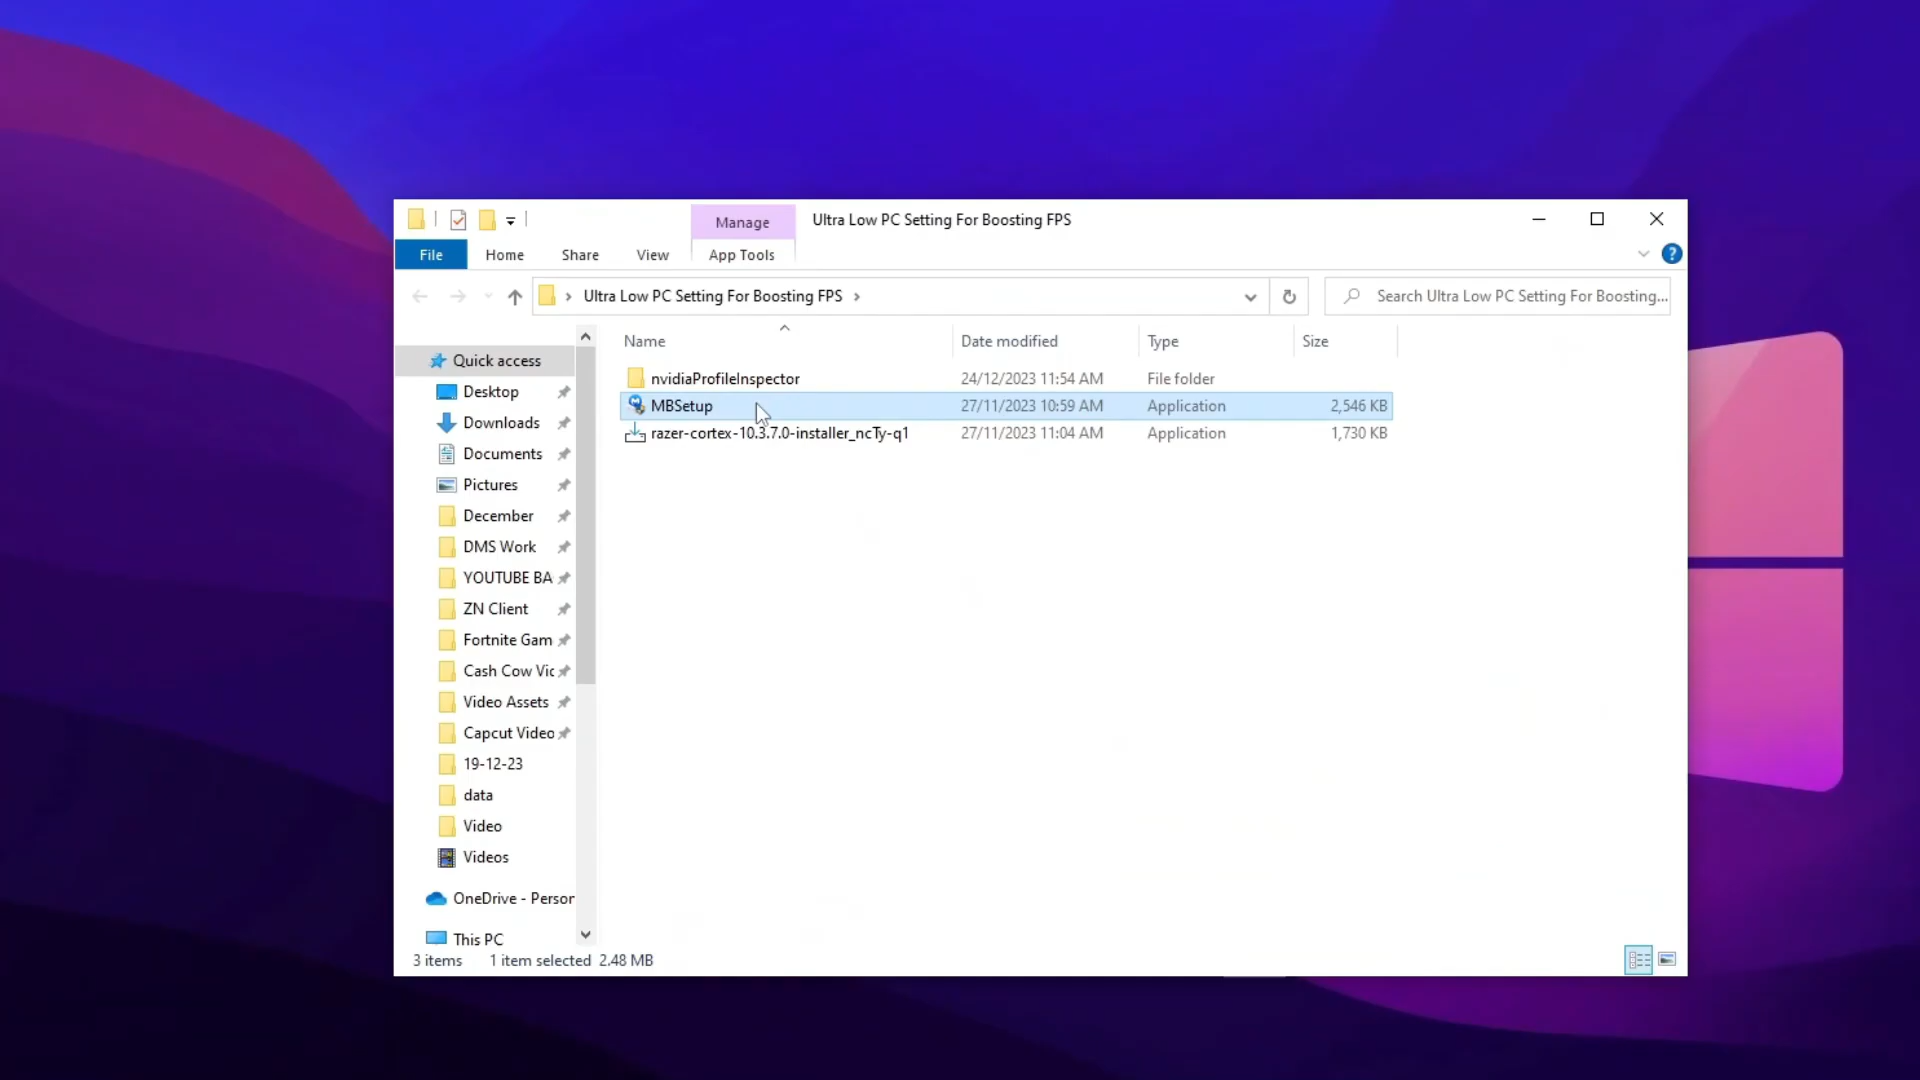 Manage
Ultra Low PC Setting For Boosting FPS
File
Home
Share
View
App Tools
Ultra Low PC Setting For Boosting FPS
Search Ultra Low PC Setting For Boosting...
Name
Date modified
Type
Size
nvidiaProfileInspector
24/12/2023 11:54 AM
File folder
MBSetup
27/11/2023 10:59 AM
Application
2,546 KB
razer-cortex-10.3.7.0-installer_ncTy-q1
27/11/2023 11:04 AM
Application
1,730 KB
Quick access
Desktop
Downloads
Documents
Pictures
December
DMS Work
YOUTUBE BA
ZN Client
Fortnite Gam
Cash Cow Vic
Video Assets
Capcut Video
19-12-23
data
Video
Videos
OneDrive - Person
This PC
3 items
1 item selected 2.48 MB